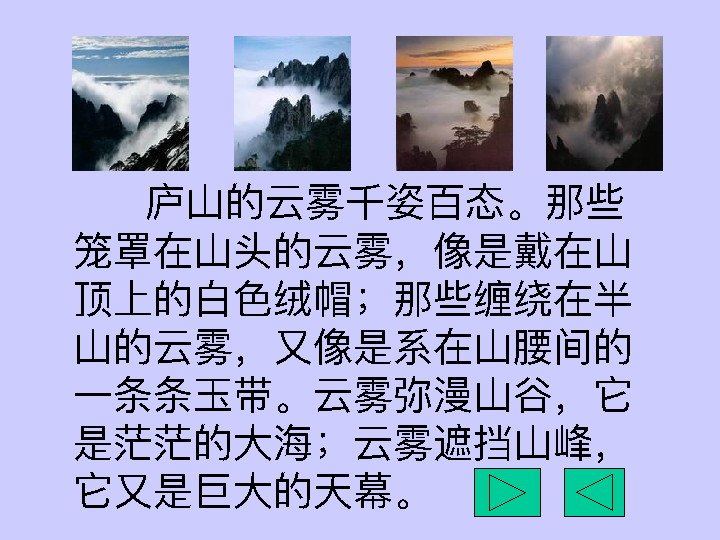 庐山的云雾千姿百态。那些
笼罩在山头的云雾，像是戴在山
顶上的白色绒帽；那些缠绕在半
山的云雾，又像是系在山腰间的
一条条玉带。云雾弥漫山谷，它
是茫茫的大海；云雾遮挡山峰，
它又是巨大的天幕。